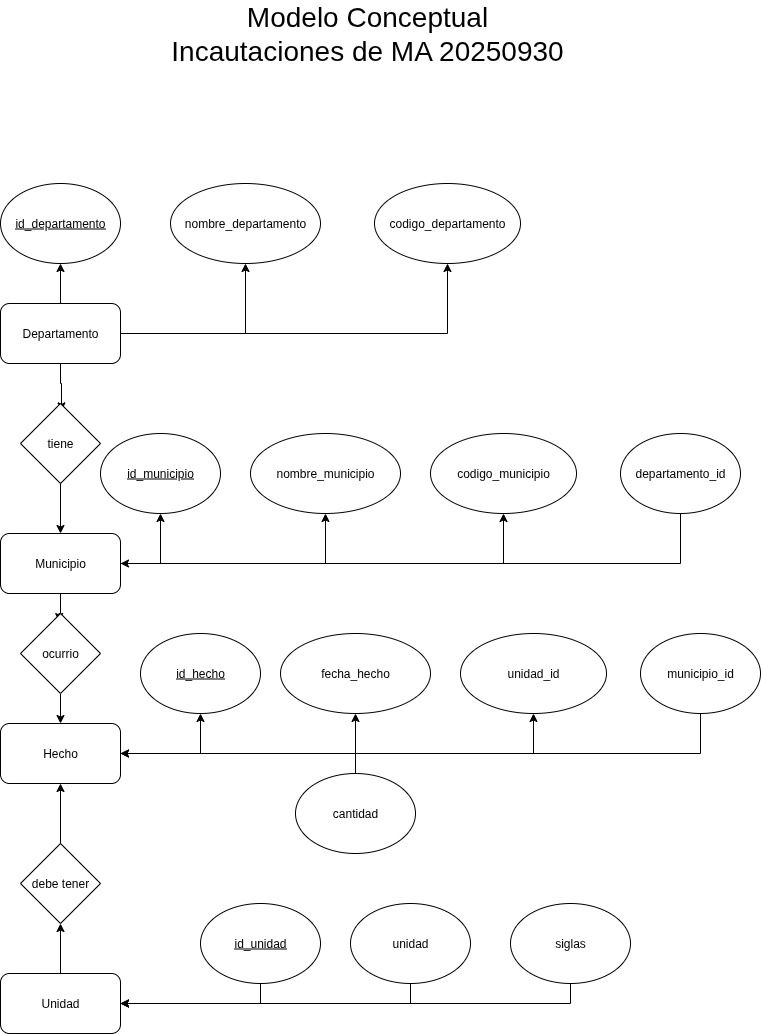 Modelo Conceptual
Incautaciones de MA 20250930
id_departamento
nombre_departamento
codigo_departamento
Departamento
tiene
id_municipio
nombre_municipio
codigo_municipio
departamento_id
Municipio
ocurrio
id_hecho
fecha_hecho
unidad_id
municipio_id
Hecho
cantidad
debe tener
id_unidad
unidad
siglas
Unidad